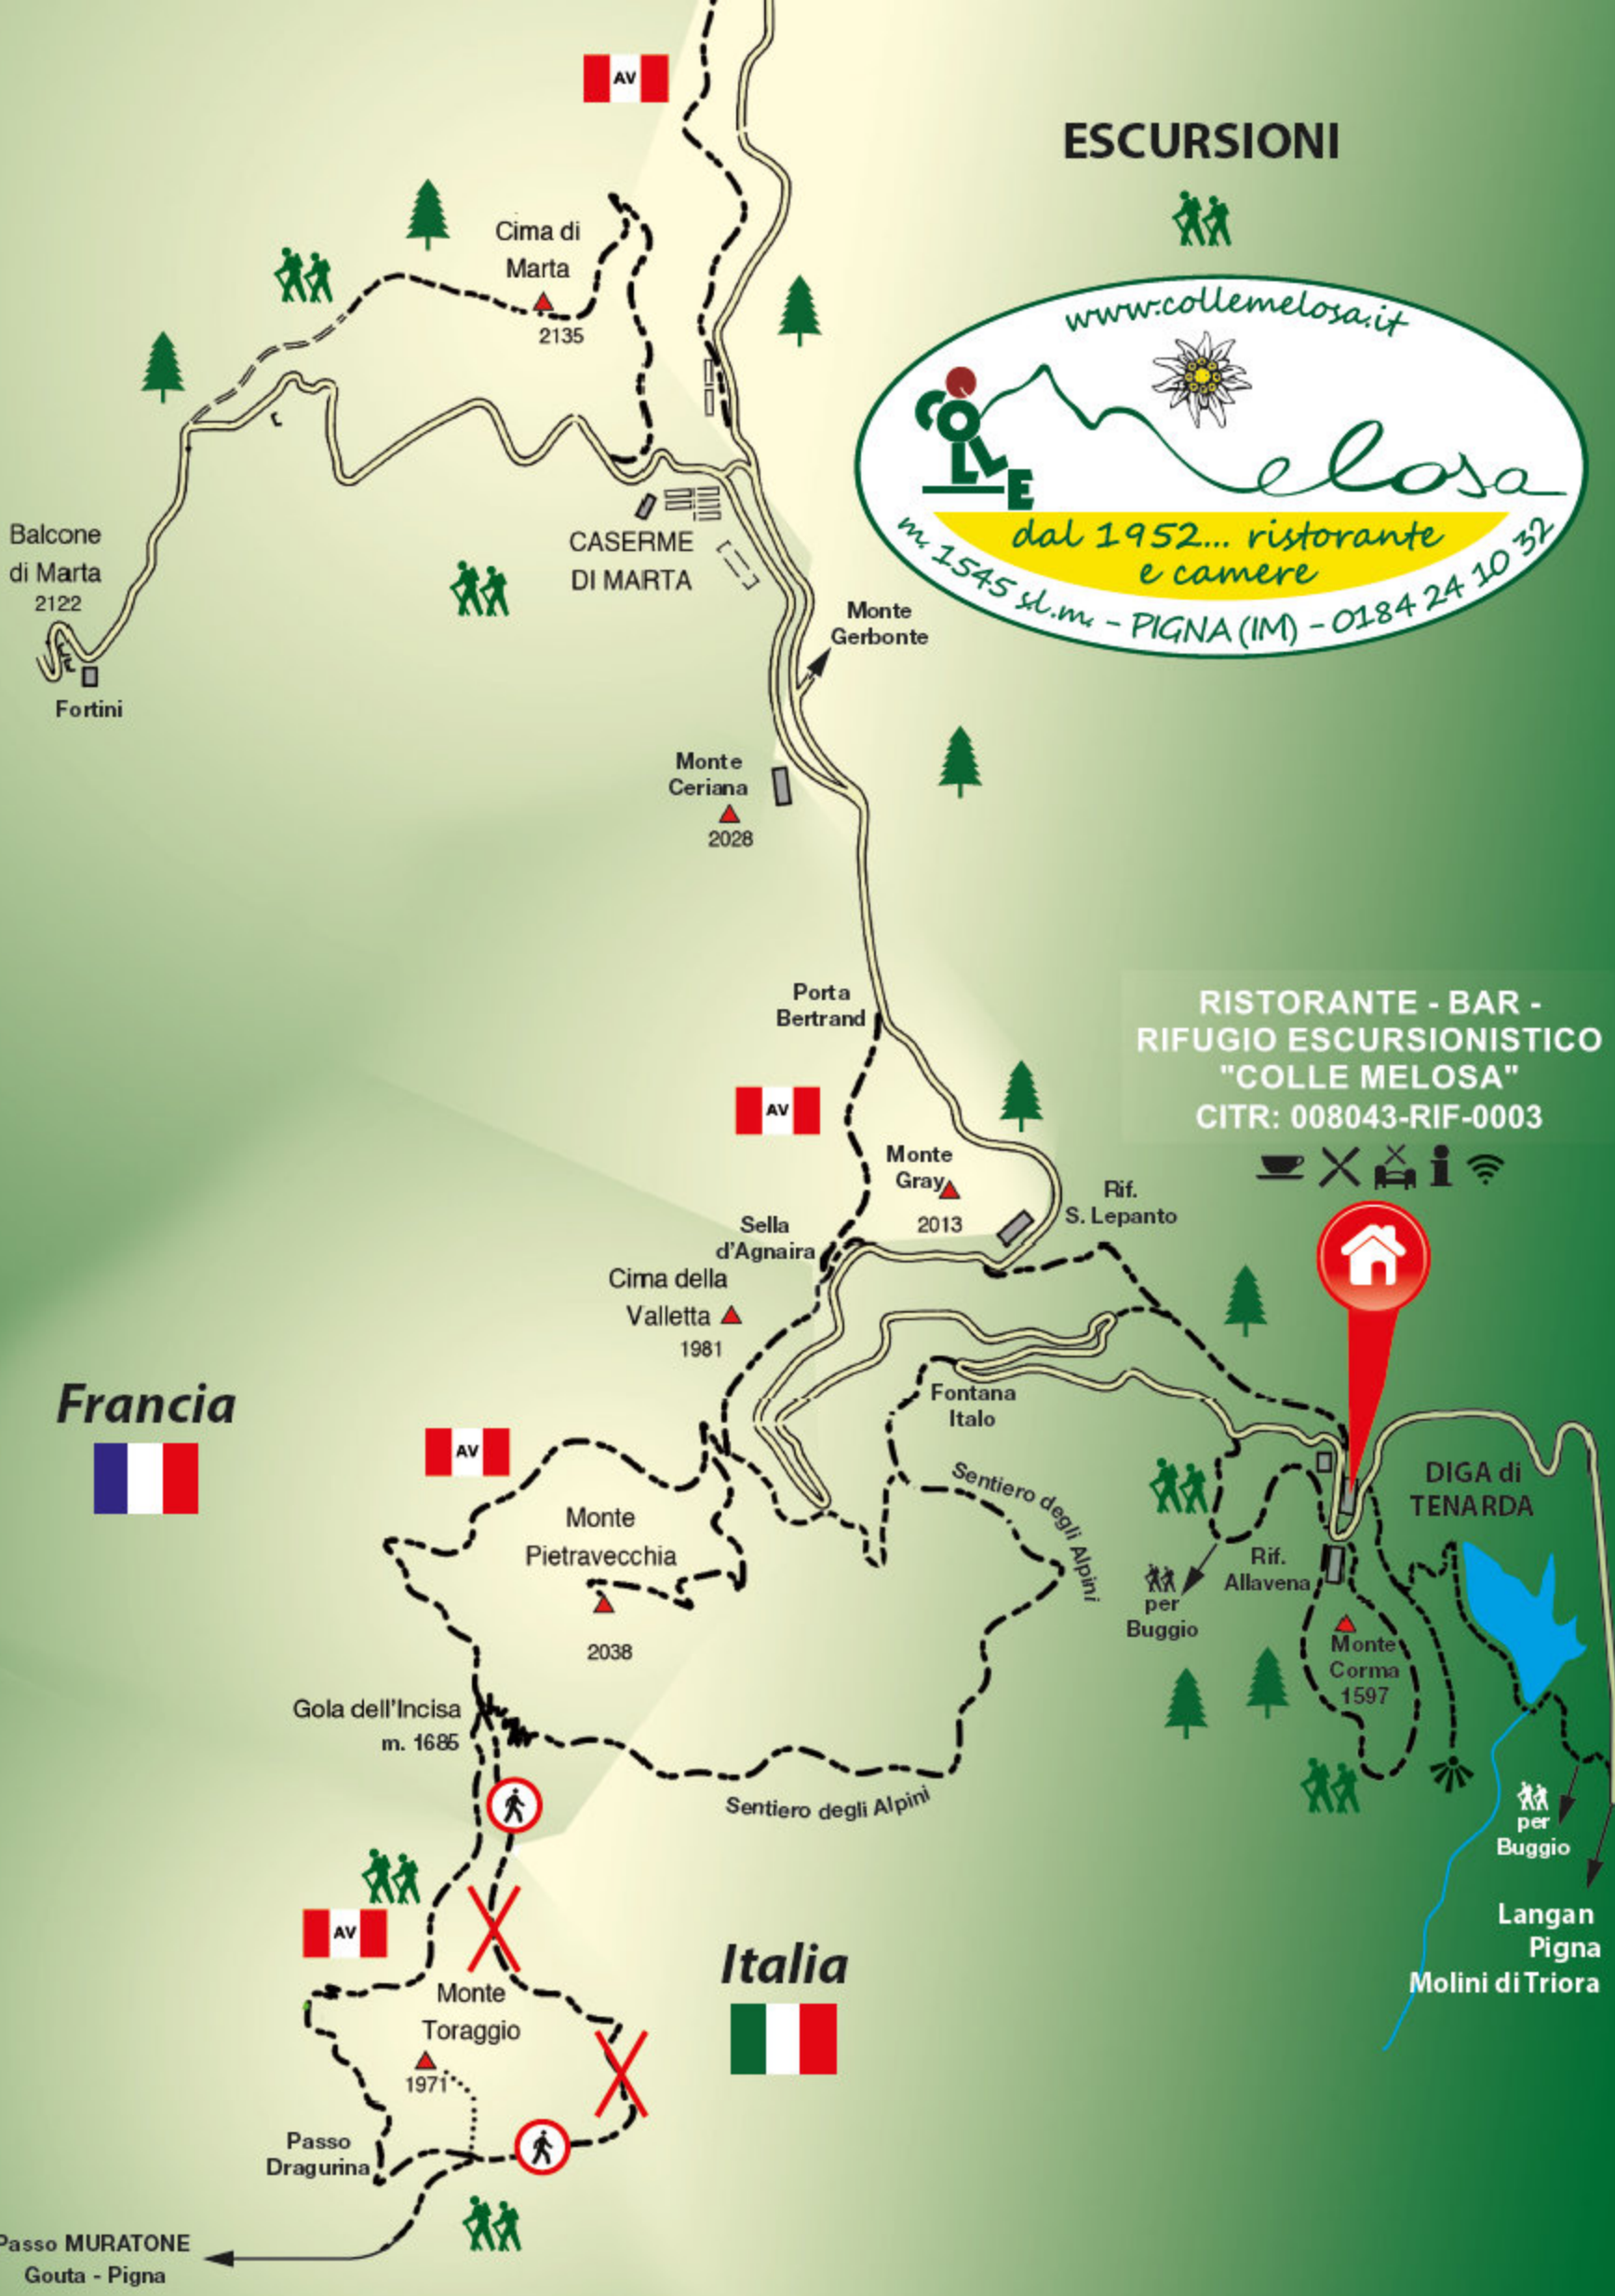 AV
ESCURSIONI
Cima di
Marta
2135
www.collemelosa.it
COLLE
Melosa
dal 1952... ristorante
e camere
m. 1545 s.l.m. - PIGNA (IM) - 0184 24 10 32
Balcone
di Marta
2122
Fortini
CASERME
DI MARTA
Monte
Gerbonte
Monte
Ceriana
2028
Porta
Bertrand
RISTORANTE - BAR -
RIFUGIO ESCURSIONISTICO
"COLLE MELOSA"
CITR: 008043-RIF-0003
AV
Monte
Gray
2013
Rif.
S. Lepanto
Sella
d'Agnaira
Cima della
Valletta
1981
Francia
Fontana
Italo
AV
Sentiero degli Alpini
DIGA di
TENARDA
Monte
Pietravecchia
2038
Rif.
Allavena
per
Buggio
Monte
Corma
1597
Gola dell'Incisa
m. 1685
Sentiero degli Alpini
per
Buggio
Langan
Pigna
Molini di Triora
AV
Italia
Monte
Toraggio
1971
Passo
Dragurina
Passo MURATONE
Gouta - Pigna